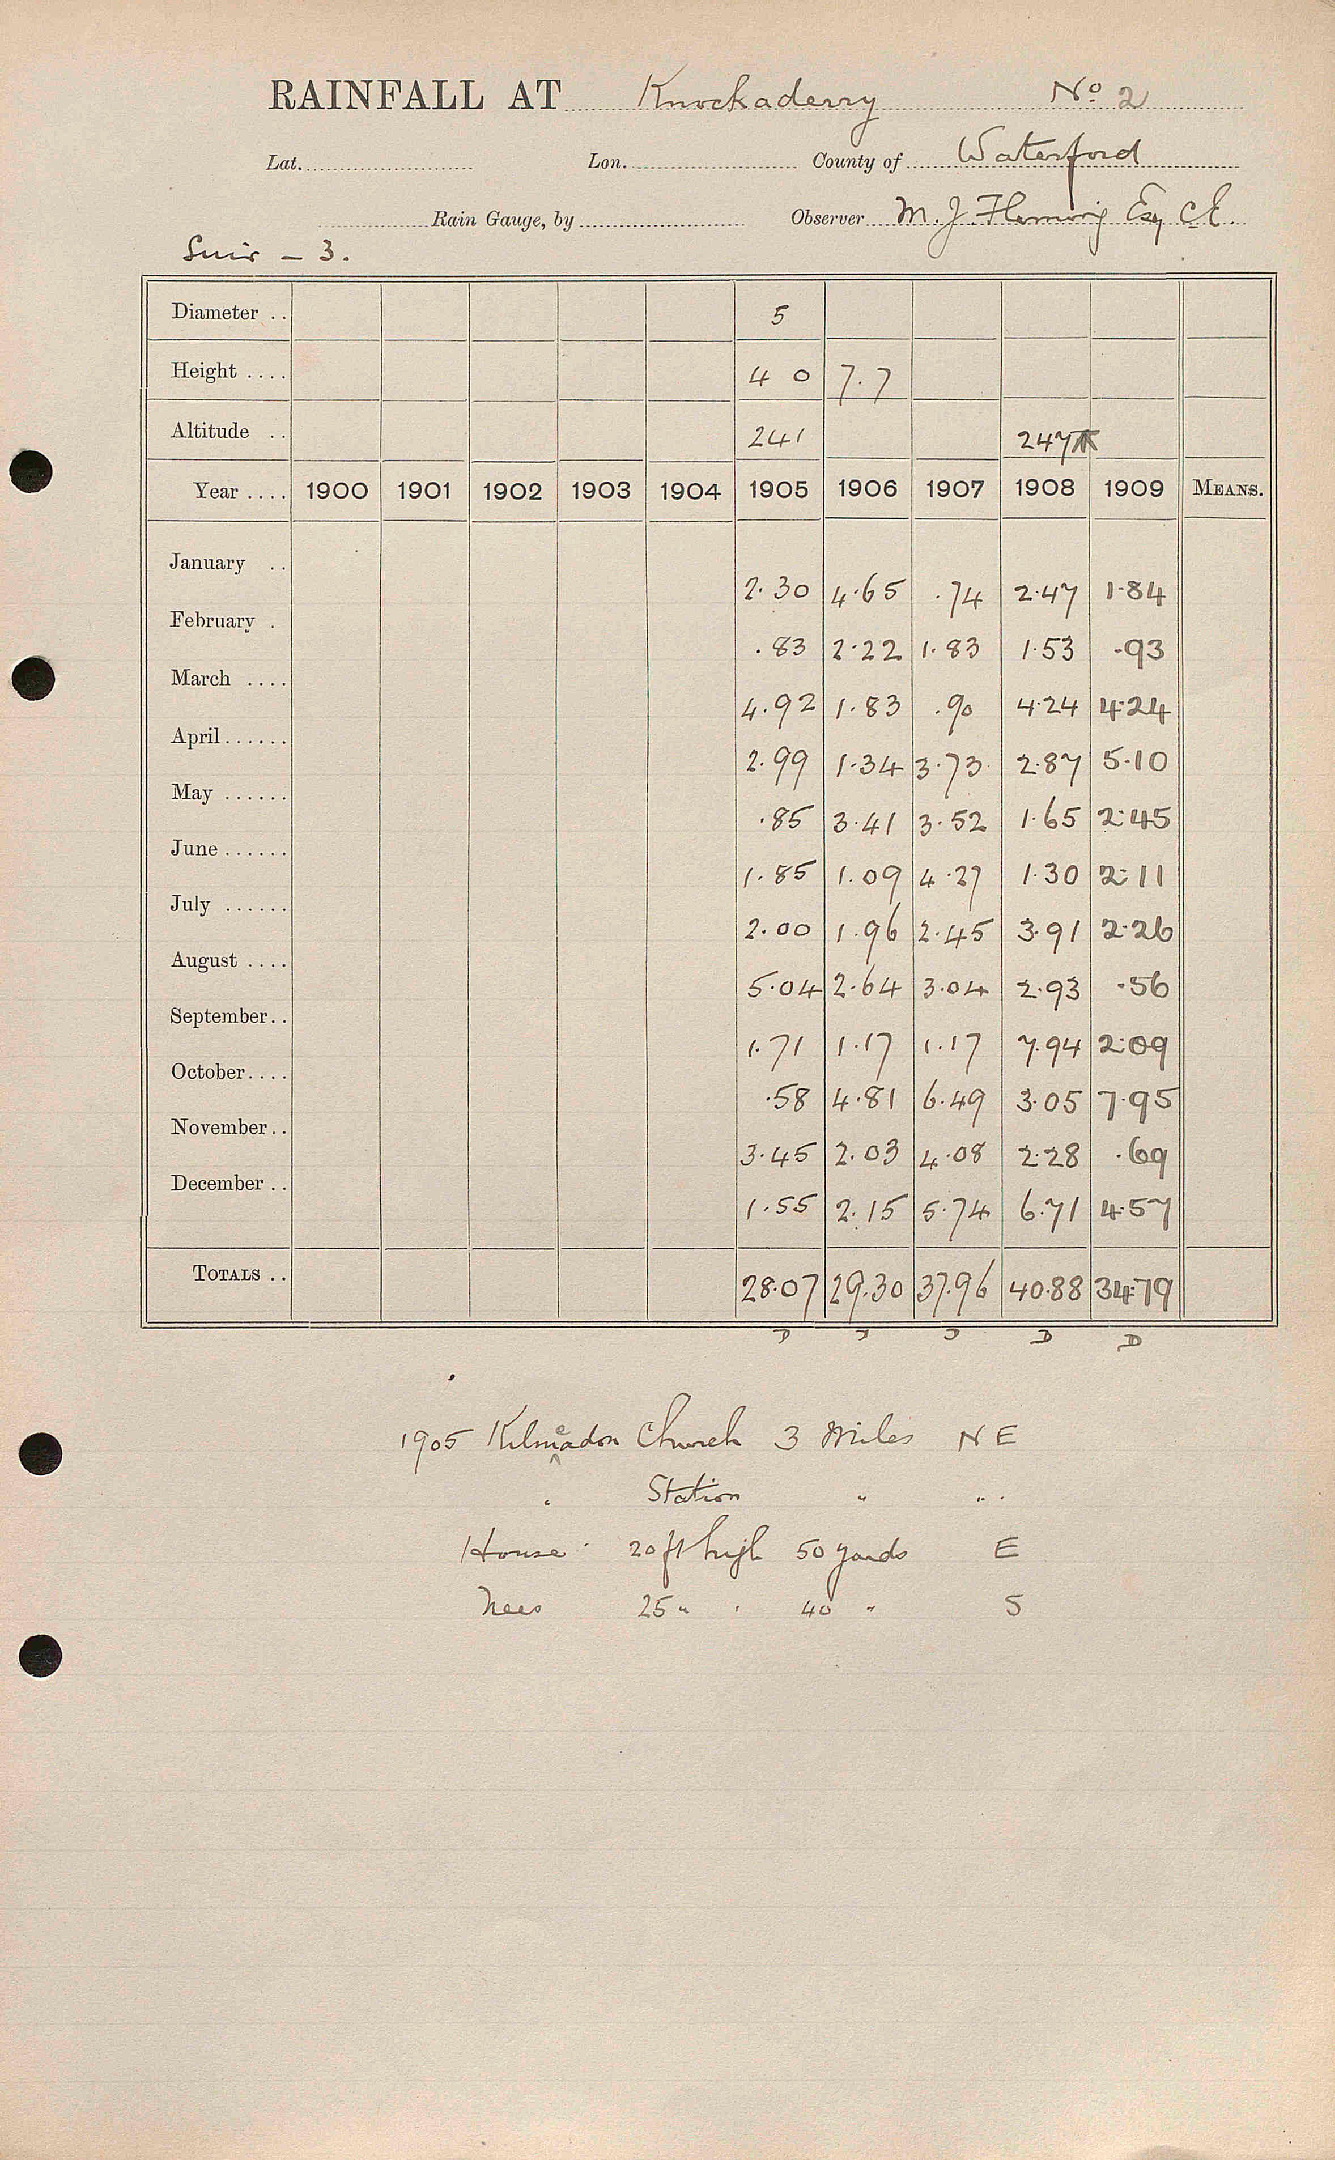 RAINFALL AT Knockaderry No 2
Lat. Lon. County of Waterford
Rain Gauge, by Observer M. J. Fleming Esq C.E.
Suir - 3.
Diameter .. 5
Height .... 4 0 7.7
Altitude .. 241 247
Year .... 1900 1901 1902 1903 1904 1905 1906 1907 1908 1909 MEANS.
January .. 2.30 4.65 .74 2.47 1.84
February . .83 2.22 1.83 1.53 .93
March .... 4.92 1.83 .90 4.24 4.24
April ...... 2.99 1.34 3.73 2.87 5.10
May ...... .85 3.41 3.52 1.65 2.45
June ...... 1.85 1.09 4.27 1.30 2.11
July ...... 2.00 1.96 2.45 3.91 2.26
August .... 5.04 2.64 3.04 2.93 .56
September.. 1.71 1.17 1.17 7.94 2.09
October.... .58 4.81 6.49 3.05 7.95
November.. 3.45 2.03 4.08 2.28 .69
December .. 1.55 2.15 5.74 6.71 4.57
TOTALS .. 28.07 29.30 37.96 40.88 34.79
D D D D D
1905 Kilmeadon Church 3 Miles N E
" Station " " "
House 20 ft high 50 yards E
Trees 25 " " 40 " S